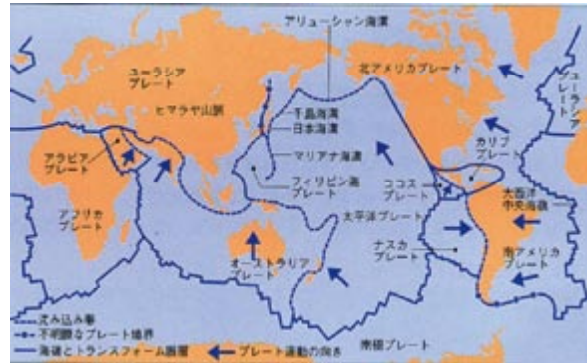 アリューシャン海溝
ユーラシア
プレート
北アメリカプレート
ヒマラヤ山脈
千島海溝
日本海溝
マリアナ海溝
フィリピン海
プレート
アラビア
プレート
アフリカ
プレート
オーストラリア
プレート
太平洋プレート
ココス
プレート
カリブ
プレート
ユーラシア
プレート
大西洋
中央海嶺
ナスカ
プレート
南アメリカ
プレート
南極プレート
沈み込み帯
不明瞭なプレート境界
海嶺とトランスフォーム断層
プレート運動の向き